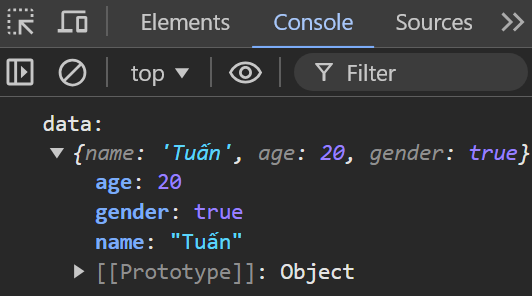 Elements Console Sources
top Filter
data:
{name: 'Tuấn', age: 20, gender: true}
age: 20
gender: true
name: "Tuấn"
[[Prototype]]: Object